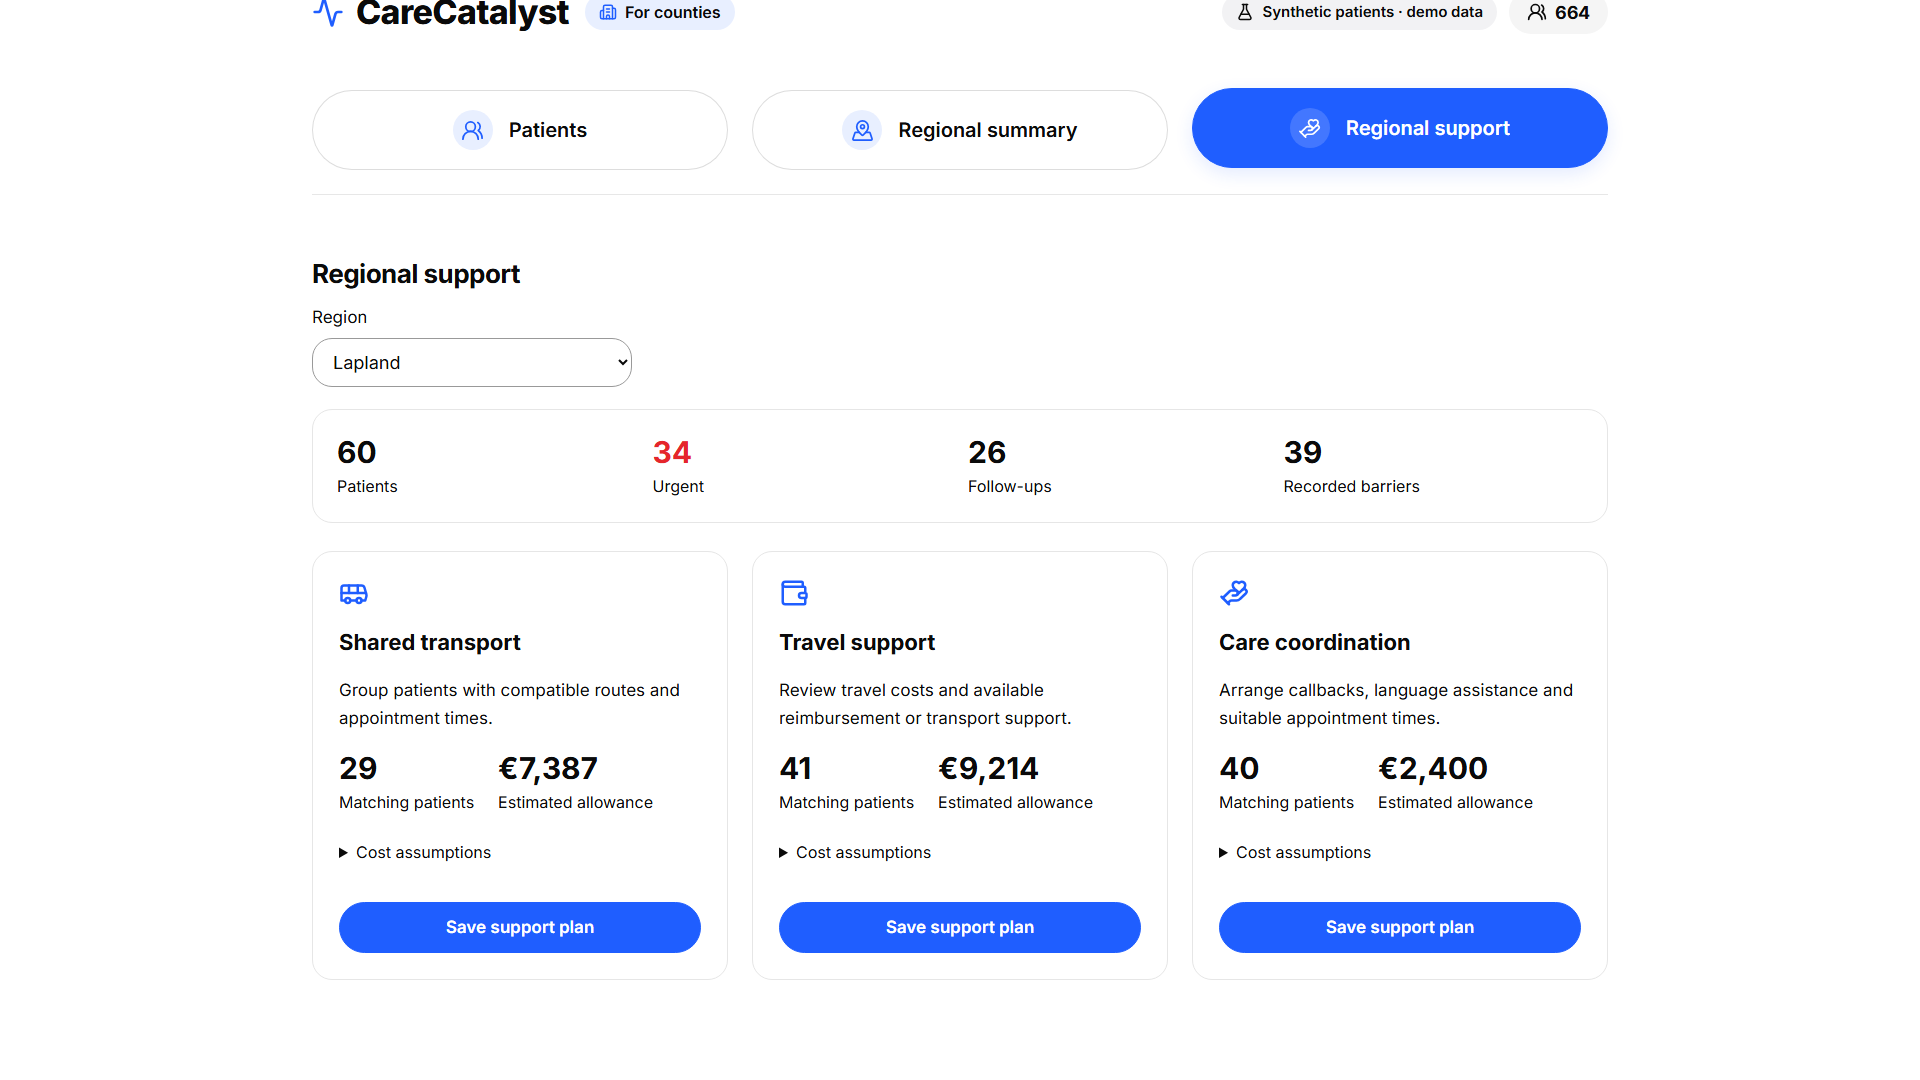 CareCatalyst
For counties
Synthetic patients · demo data
664
Patients
Regional summary
Regional support
Regional support
Region
Lapland
60
Patients
34
Urgent
26
Follow-ups
39
Recorded barriers
Shared transport
Group patients with compatible routes and
appointment times.
29
Matching patients
€7,387
Estimated allowance
Cost assumptions
Save support plan
Travel support
Review travel costs and available
reimbursement or transport support.
41
Matching patients
€9,214
Estimated allowance
Cost assumptions
Save support plan
Care coordination
Arrange callbacks, language assistance and
suitable appointment times.
40
Matching patients
€2,400
Estimated allowance
Cost assumptions
Save support plan